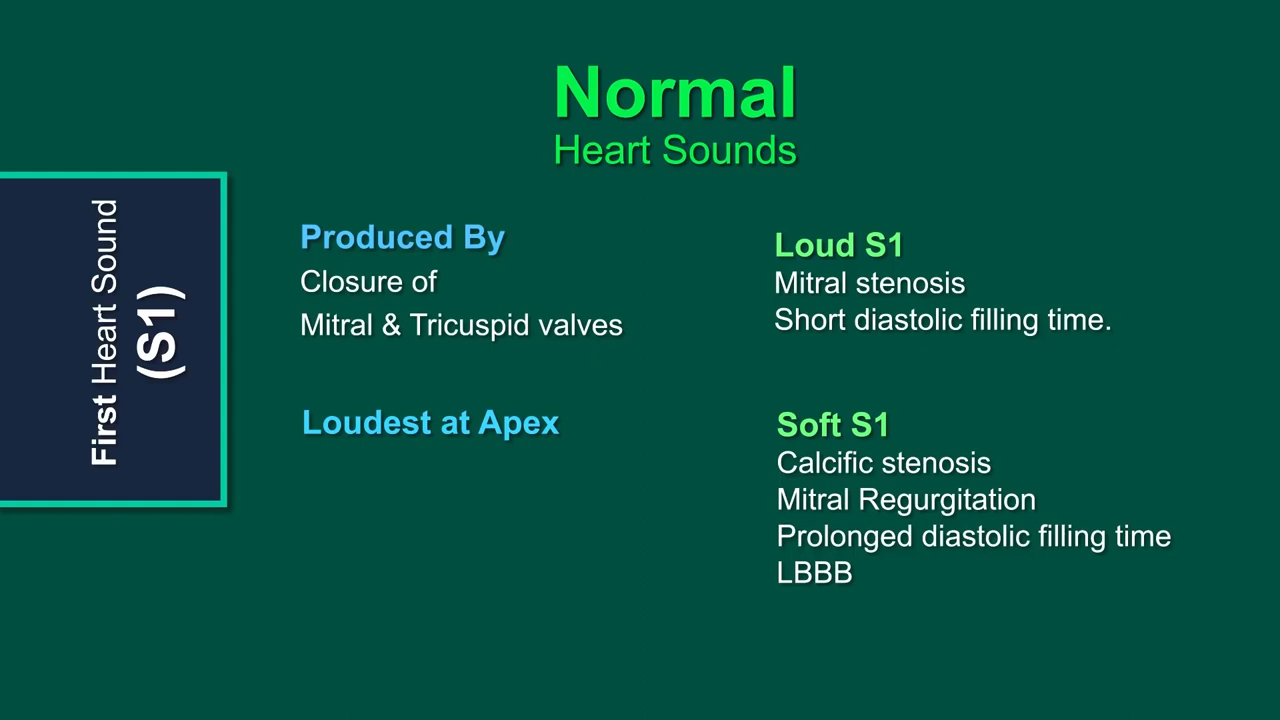 Normal
Heart Sounds
First Heart Sound
(S1)
Produced By
Closure of
Mitral & Tricuspid valves
Loudest at Apex
Loud S1
Mitral stenosis
Short diastolic filling time.
Soft S1
Calcific stenosis
Mitral Regurgitation
Prolonged diastolic filling time
LBBB